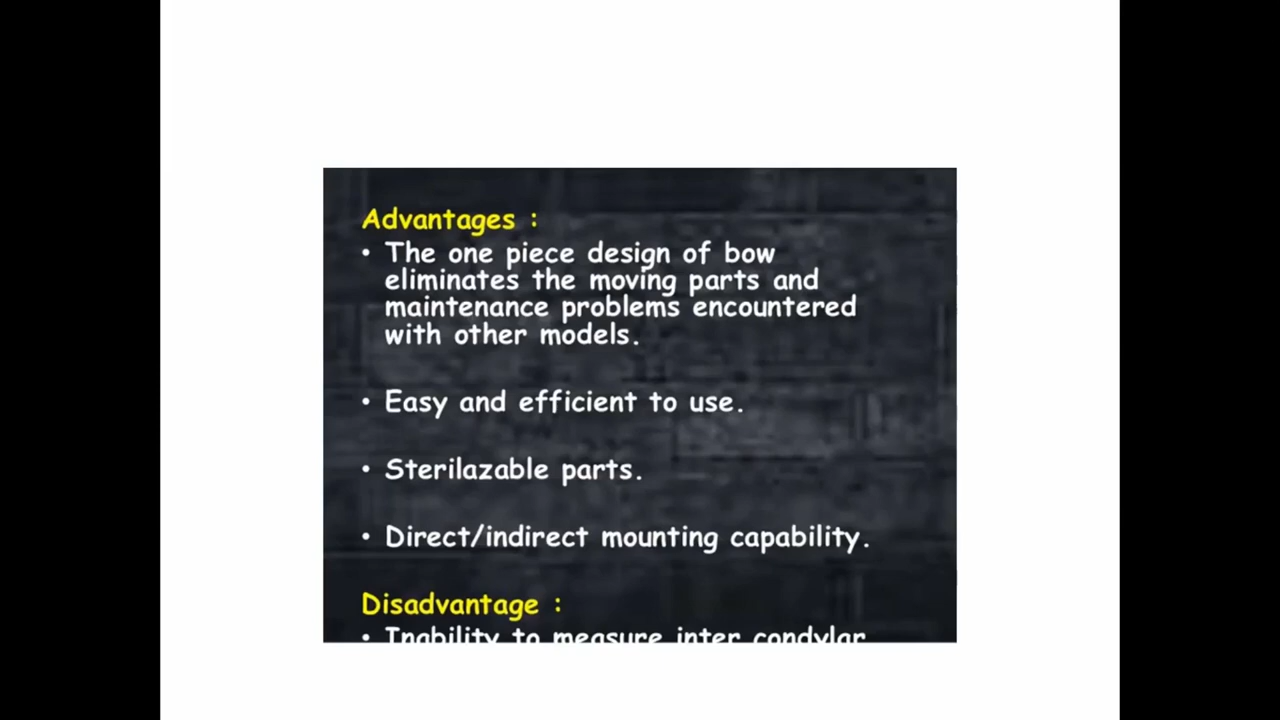 Advantages :
• The one piece design of bow
eliminates the moving parts and
maintenance problems encountered
with other models.
• Easy and efficient to use.
• Sterilazable parts.
• Direct/indirect mounting capability.
Disadvantage :
• Inability to measure inter condylar